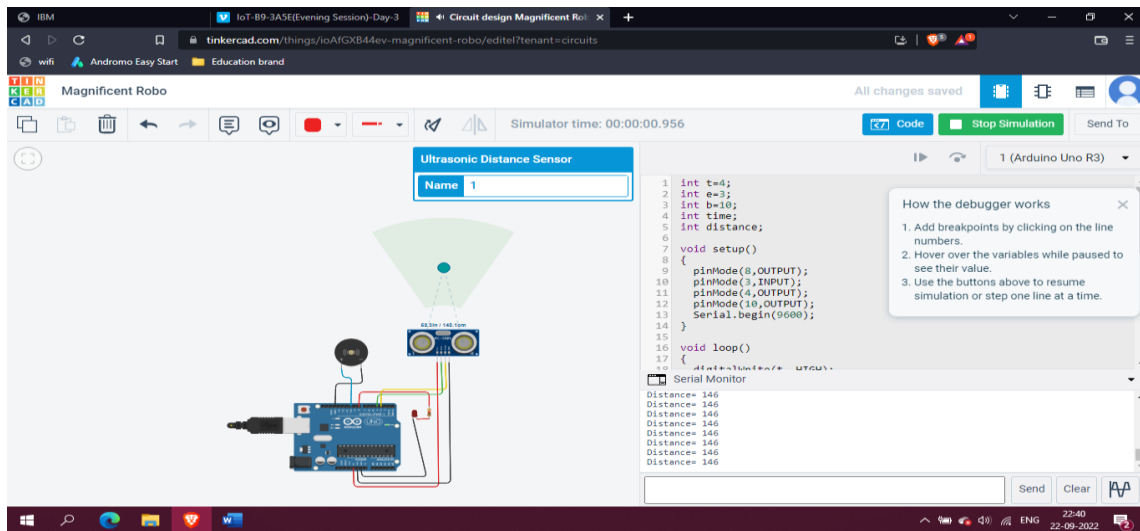 IBM
IoT-B9-3A5E(Evening Session)-Day-3
Circuit design Magnificent Rob
tinkercad.com/things/ioAfGXB44ev-magnificent-robo/editel?tenant=circuits
wifi
Andromo Easy Start
Education brand
TIN
KER
CAD
Magnificent Robo
All changes saved
Simulator time: 00:00:00.956
Code
Stop Simulation
Send To
Ultrasonic Distance Sensor
Name 1
1 (Arduino Uno R3)
1 int t=4;
2 int e=3;
3 int b=10;
4 int time;
5 int distance;
6
7 void setup()
8 {
9 pinMode(8,OUTPUT);
10 pinMode(3,INPUT);
11 pinMode(4,OUTPUT);
12 pinMode(10,OUTPUT);
13 Serial.begin(9600);
14 }
15
16 void loop()
17 {
18 digitalWrite(t, HIGH);
How the debugger works
1. Add breakpoints by clicking on the line
numbers.
2. Hover over the variables while paused to
see their value.
3. Use the buttons above to resume
simulation or step one line at a time.
UNO
Serial Monitor
Distance= 146
Distance= 146
Distance= 146
Distance= 146
Distance= 146
Distance= 146
Distance= 146
Distance= 146
Send
Clear
ENG
22:40
22-09-2022